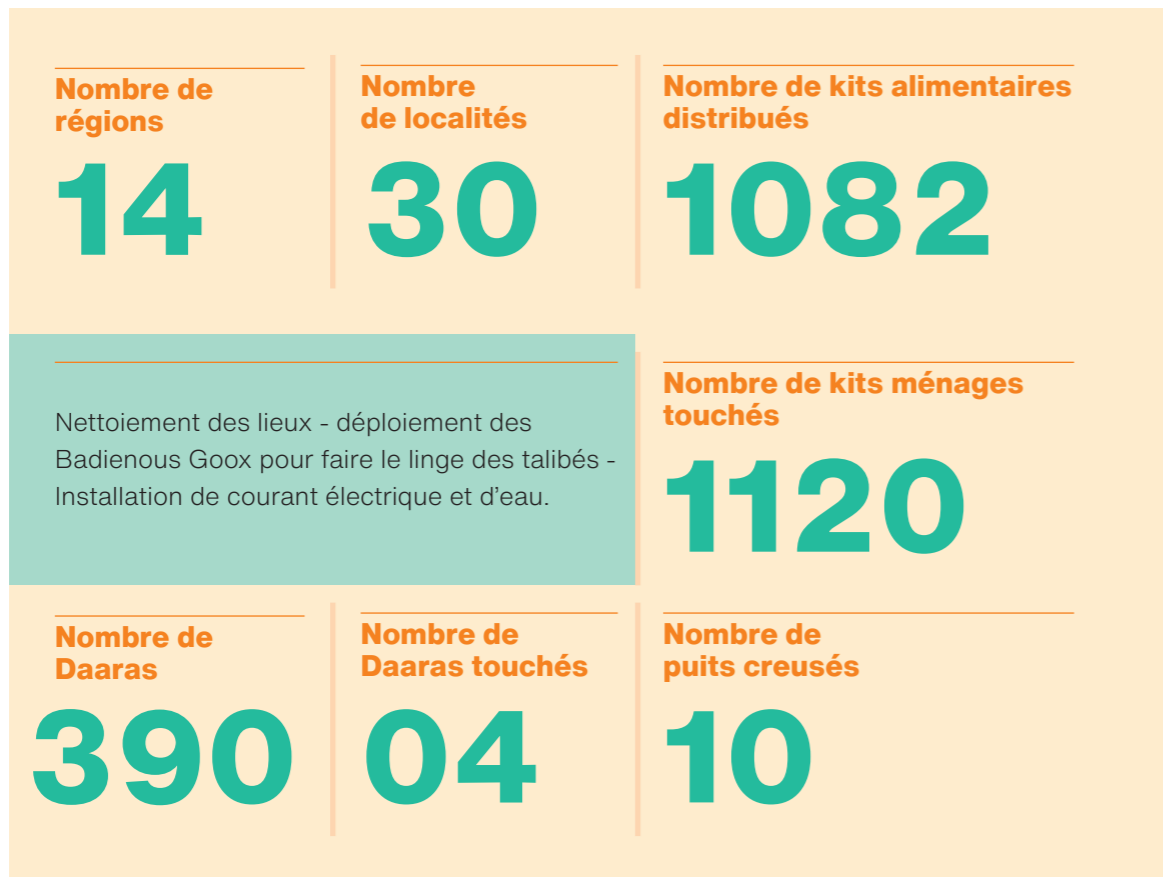 Nombre de
régions
14
Nombre
de localités
30
Nombre de kits alimentaires
distribués
1082
Nettoiement des lieux - déploiement des
Badienous Goox pour faire le linge des talibés -
Installation de courant électrique et d’eau.
Nombre de kits ménages
touchés
1120
Nombre de
Daaras
390
Nombre de
Daaras touchés
04
Nombre de
puits creusés
10